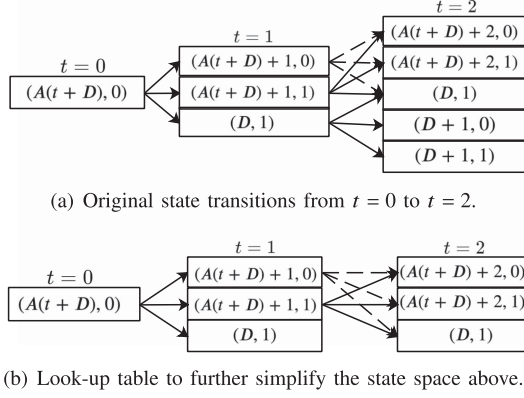 t = 2
t = 1
(A(t + D) + 2, 0)
t = 0
(A(t + D) + 1, 0)
(A(t + D) + 2, 1)
(A(t + D), 0)
(A(t + D) + 1, 1)
(D, 1)
(D, 1)
(D + 1, 0)
(D + 1, 1)
(a) Original state transitions from t = 0 to t = 2.
t = 1
t = 2
t = 0
(A(t + D) + 1, 0)
(A(t + D) + 2, 0)
(A(t + D), 0)
(A(t + D) + 1, 1)
(A(t + D) + 2, 1)
(D, 1)
(D, 1)
(b) Look-up table to further simplify the state space above.